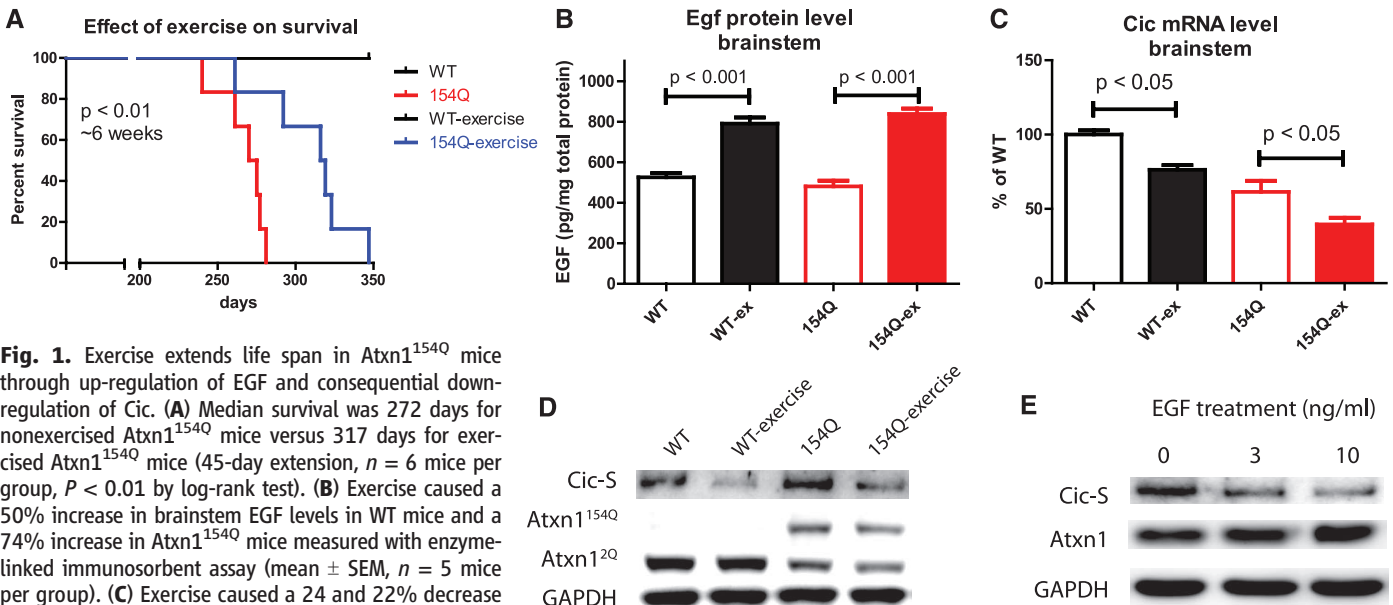 A
Effect of exercise on survival
Percent survival
100
80
60
40
20
0
p < 0.01
~6 weeks
200
250
300
350
days
WT
154Q
WT-exercise
154Q-exercise
B
Egf protein level
brainstem
EGF (pg/mg total protein)
1000
800
600
400
200
0
p < 0.001
p < 0.001
WT
WT-ex
154Q
154Q-ex
C
Cic mRNA level
brainstem
% of WT
150
100
50
0
p < 0.05
p < 0.05
WT
WT-ex
154Q
154Q-ex
Fig. 1. Exercise extends life span in Atxn1154Q mice
through up-regulation of EGF and consequential down-
regulation of Cic. (A) Median survival was 272 days for
nonexercised Atxn1154Q mice versus 317 days for exer-
cised Atxn1154Q mice (45-day extension, n = 6 mice per
group, P < 0.01 by log-rank test). (B) Exercise caused a
50% increase in brainstem EGF levels in WT mice and a
74% increase in Atxn1154Q mice measured with enzyme-
linked immunosorbent assay (mean ± SEM, n = 5 mice
per group). (C) Exercise caused a 24 and 22% decrease
D
WT
WT-exercise
154Q
154Q-exercise
Cic-S
Atxn1154Q
Atxn12Q
GAPDH
E
EGF treatment (ng/ml)
0 3 10
Cic-S
Atxn1
GAPDH